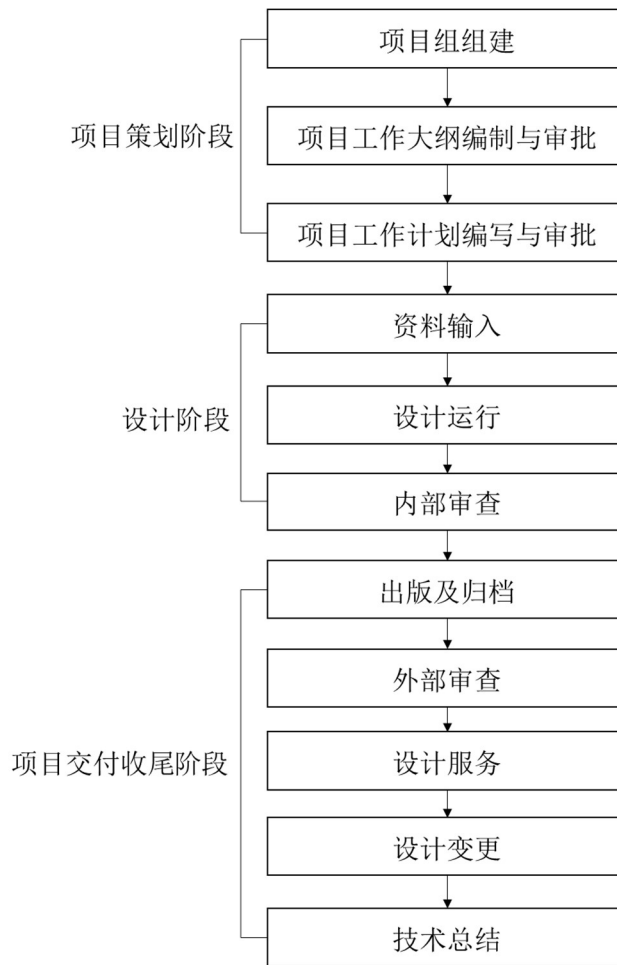 项目组组建
项目策划阶段
项目工作大纲编制与审批
项目工作计划编写与审批
资料输入
设计阶段
设计运行
内部审查
出版及归档
外部审查
项目交付收尾阶段
设计服务
设计变更
技术总结